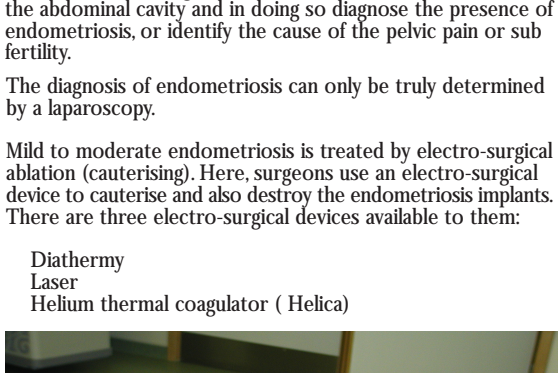 the abdominal cavity and in doing so diagnose the presence of
endometriosis, or identify the cause of the pelvic pain or sub
fertility.
The diagnosis of endometriosis can only be truly determined
by a laparoscopy.
Mild to moderate endometriosis is treated by electro-surgical
ablation (cauterising). Here, surgeons use an electro-surgical
device to cauterise and also destroy the endometriosis implants.
There are three electro-surgical devices available to them:
Diathermy
Laser
Helium thermal coagulator ( Helica)